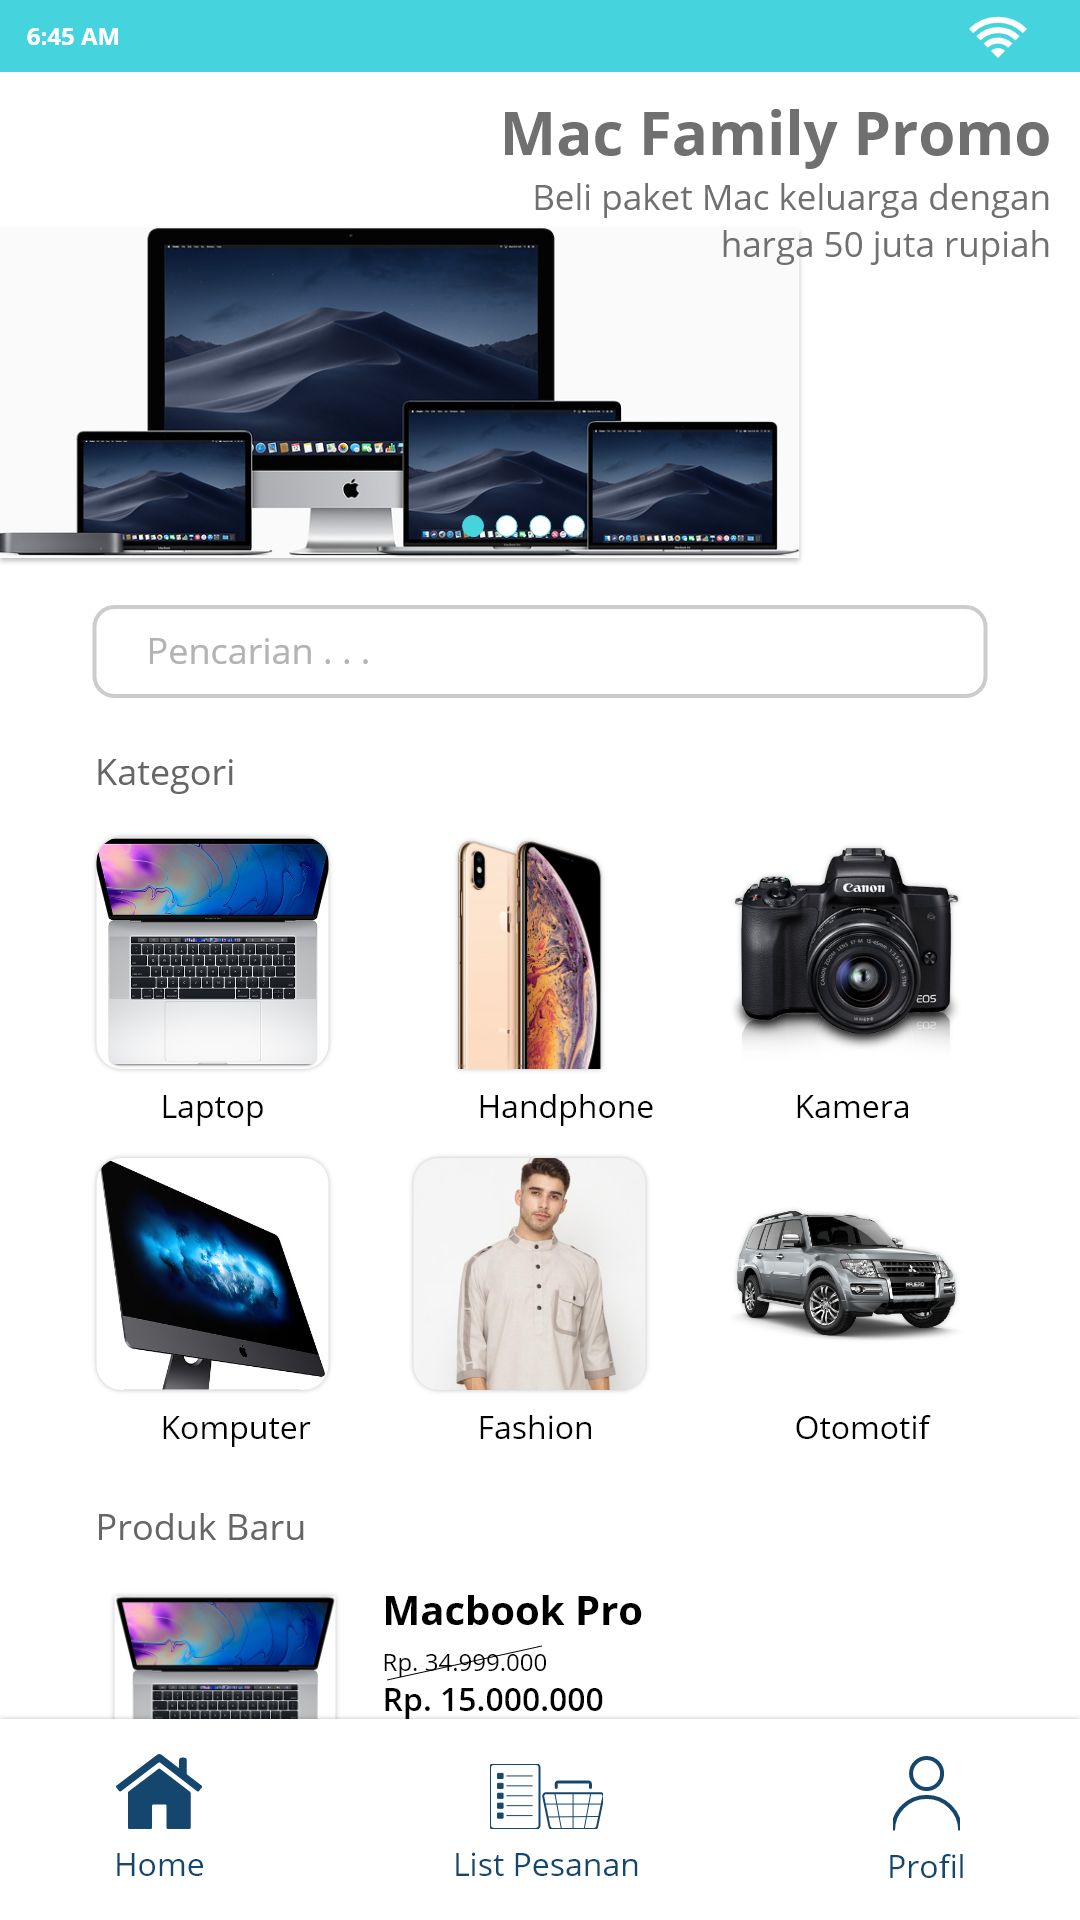 6:45 AM
Mac Family Promo
Beli paket Mac keluarga dengan
harga 50 juta rupiah
Pencarian . . .
Kategori
Canon
EOS
Laptop
Handphone
Kamera
Komputer
Fashion
Otomotif
Produk Baru
Macbook Pro
Rp. 34.999.000
Rp. 15.000.000
Home
List Pesanan
Profil